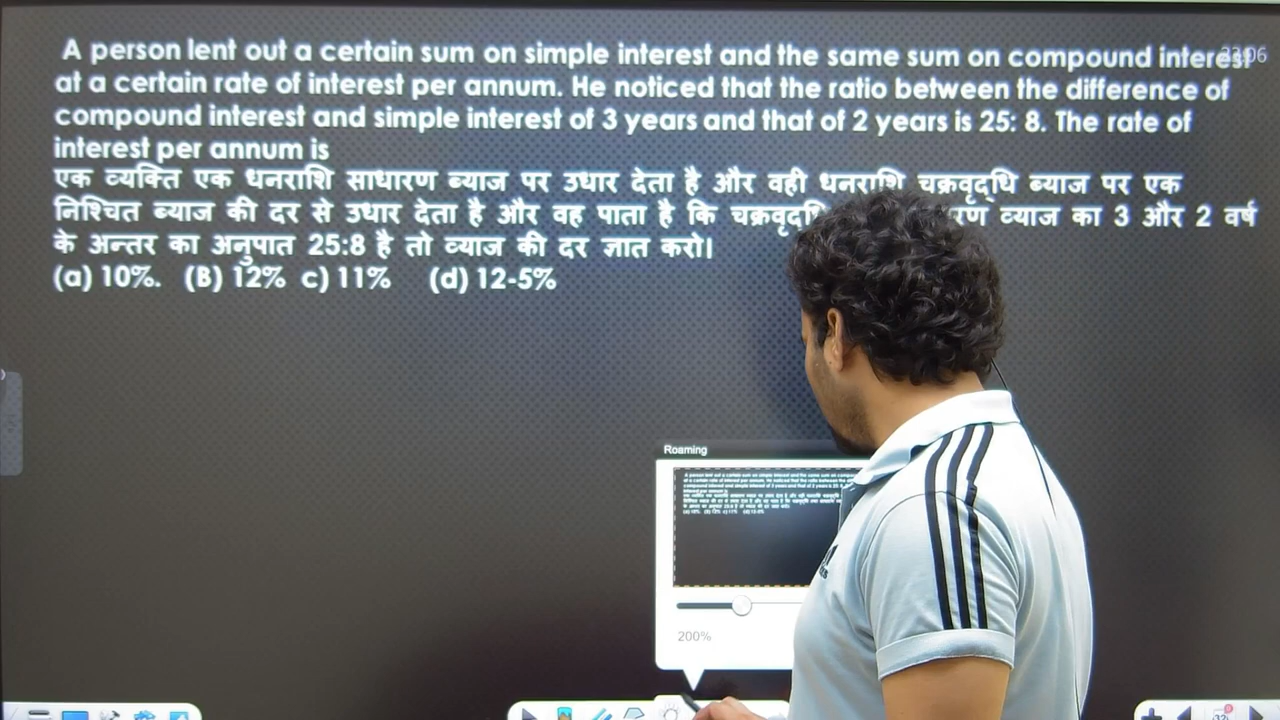 A person lent out a certain sum on simple interest and the same sum on compound interest
at a certain rate of interest per annum. He noticed that the ratio between the difference of
compound interest and simple interest of 3 years and that of 2 years is 25: 8. The rate of
interest per annum is
एक व्यक्ति एक धनराशि साधारण ब्याज पर उधार देता है और वही धनराशि चक्रवृद्धि ब्याज पर एक
निश्चित ब्याज की दर से उधार देता है और वह पाता है कि ब्याज का 3 और 2 वर्ष
के अन्तर का अनुपात 25:8 है तो ब्याज की दर ज्ञात करो।
(a) 10%. (B) 12% c) 11% (d) 12-5%
Roaming
200%